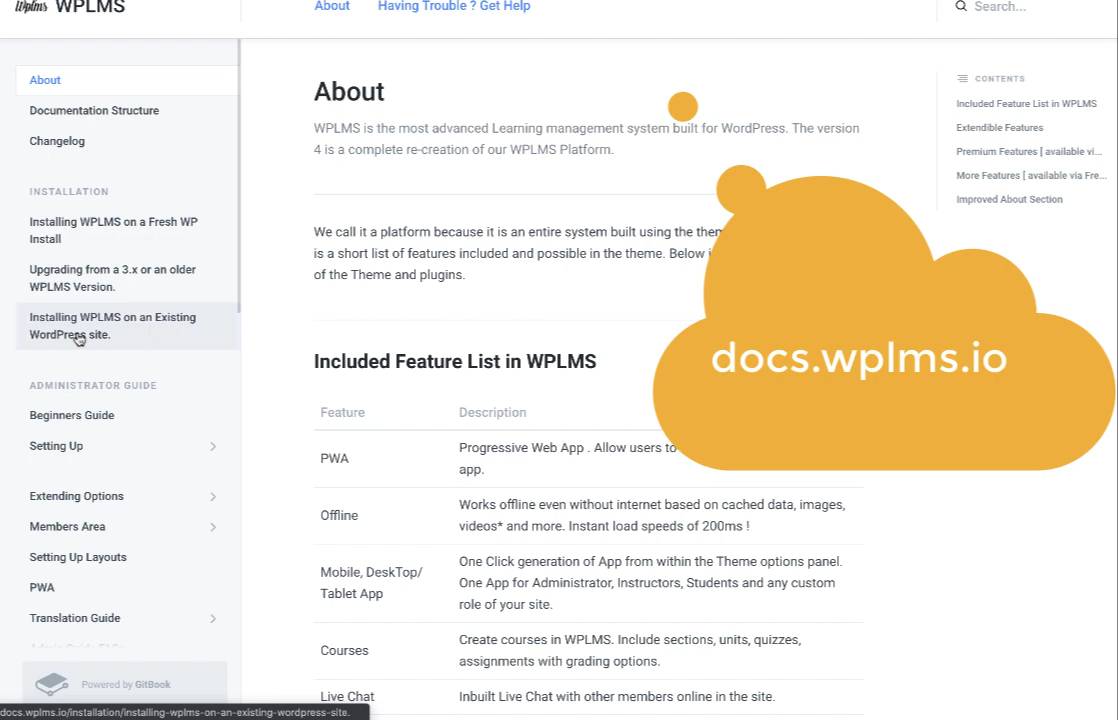 Wplms WPLMS
About
Having Trouble ? Get Help
Search...
About
Documentation Structure
Changelog
INSTALLATION
Installing WPLMS on a Fresh WP
Install
Upgrading from a 3.x or an older
WPLMS Version.
Installing WPLMS on an Existing
WordPress site.
ADMINISTRATOR GUIDE
Beginners Guide
Setting Up
Extending Options
Members Area
Setting Up Layouts
PWA
Translation Guide
Powered by GitBook
docs.wplms.io/installation/installing-wplms-on-an-existing-wordpress-site.
About
WPLMS is the most advanced Learning management system built for WordPress. The version
4 is a complete re-creation of our WPLMS Platform.
We call it a platform because it is an entire system built using the
is a short list of features included and possible in the theme. Below
of the Theme and plugins.
Included Feature List in WPLMS
Feature Description
PWA
Progressive Web App . Allow users to
app.
Offline
Works offline even without internet based on cached data, images,
videos* and more. Instant load speeds of 200ms !
Mobile, DeskTop/
Tablet App
One Click generation of App from within the Theme options panel.
One App for Administrator, Instructors, Students and any custom
role of your site.
Courses
Create courses in WPLMS. Include sections, units, quizzes,
assignments with grading options.
Live Chat
Inbuilt Live Chat with other members online in the site.
docs.wplms.io
CONTENTS
Included Feature List in WPLMS
Extendible Features
Premium Features [ available vi...
More Features [ available via Fre...
Improved About Section